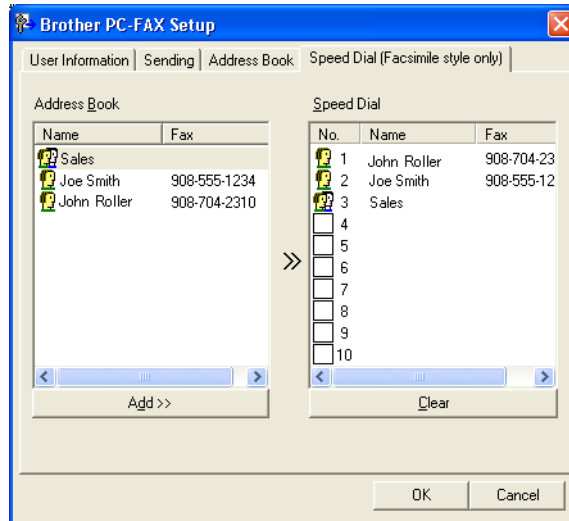 Brother PC-FAX Setup
User Information Sending Address Book Speed Dial (Facsimile style only)
Address Book
Name Fax
Sales
Joe Smith 908-555-1234
John Roller 908-704-2310
Add >>
»
Speed Dial
No. Name Fax
1 John Roller 908-704-23
2 Joe Smith 908-555-12
3 Sales
4
5
6
7
8
9
10
Clear
OK Cancel